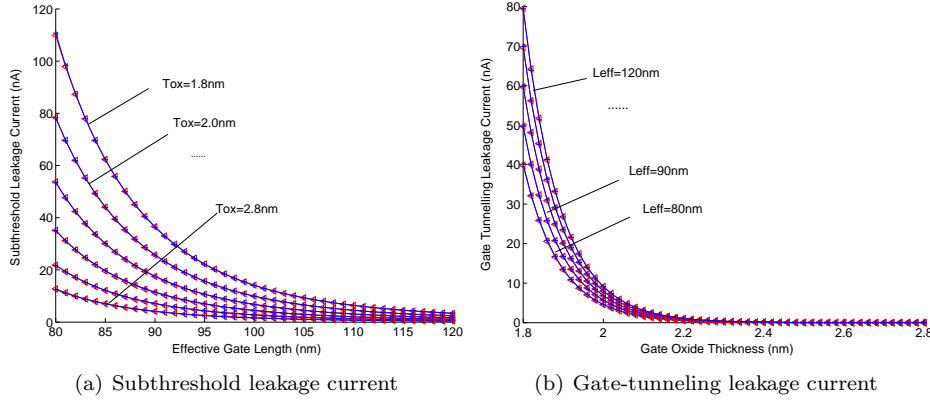 120
100
80
60
40
20
0
Subthreshold Leakage Current (nA)
Tox=1.8nm
Tox=2.0nm
......
Tox=2.8nm
80 85 90 95 100 105 110 115 120
Effective Gate Length (nm)
(a) Subthreshold leakage current
80
70
60
50
40
30
20
10
0
Gate Tunnelling Leakage Current (nA)
Leff=120nm
......
Leff=90nm
Leff=80nm
1.8 2 2.2 2.4 2.6 2.8
Gate Oxide Thickness (nm)
(b) Gate-tunneling leakage current